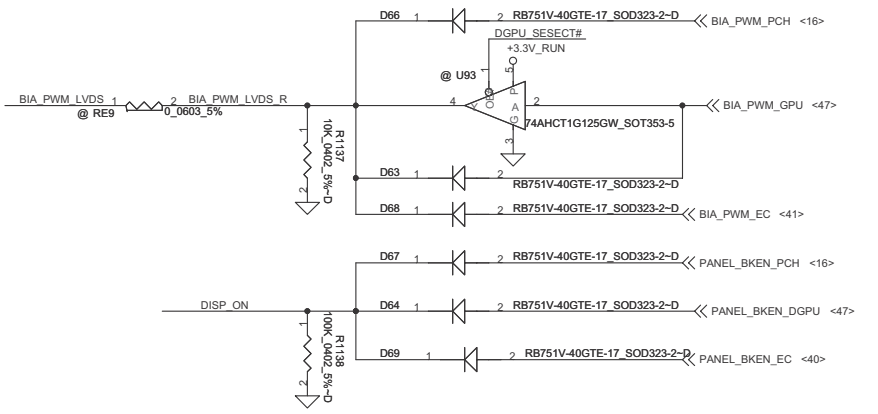 D66 1 2 RB751V-40GTE-17_SOD323-2~D BIA_PWM_PCH <16>
DGPU_SESECT#
+3.3V_RUN
@ U93 1 5
BIA_PWM_LVDS 1 2 BIA_PWM_LVDS_R 4 Y OE# P A G 2 BIA_PWM_GPU <47>
@ RE9 0_0603_5%
74AHCT1G125GW_SOT353-5
3
1 2 R1137
10K_0402_5%~D
D63 1 2
RB751V-40GTE-17_SOD323-2~D
D68 1 2 RB751V-40GTE-17_SOD323-2~D BIA_PWM_EC <41>
D67 1 2 RB751V-40GTE-17_SOD323-2~D PANEL_BKEN_PCH <16>
DISP_ON D64 1 2 RB751V-40GTE-17_SOD323-2~D PANEL_BKEN_DGPU <47>
1 2 R1138
100K_0402_5%~D
D69 1 2 RB751V-40GTE-17_SOD323-2~D PANEL_BKEN_EC <40>